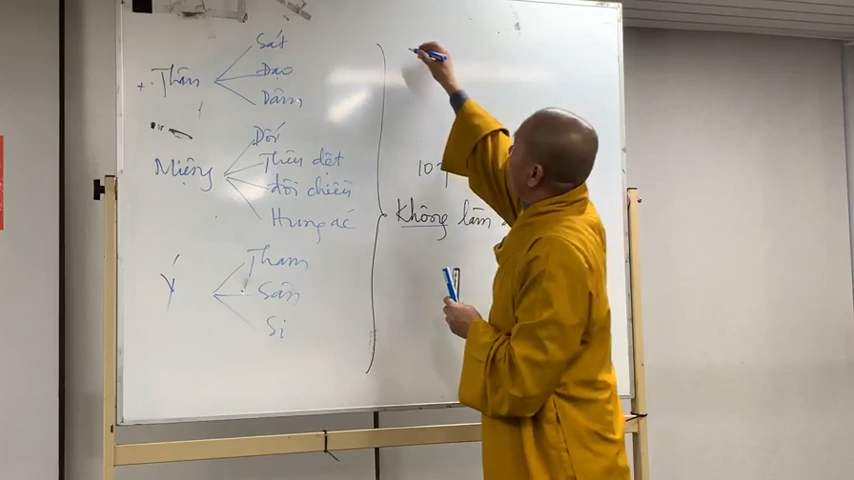 Sát
+ Thân
Đạo
Dâm
Dối
Thêu dệt
Miệng
đôi chiều
Hung ác
Tham
Ý
Sân
Si
10
Không làm